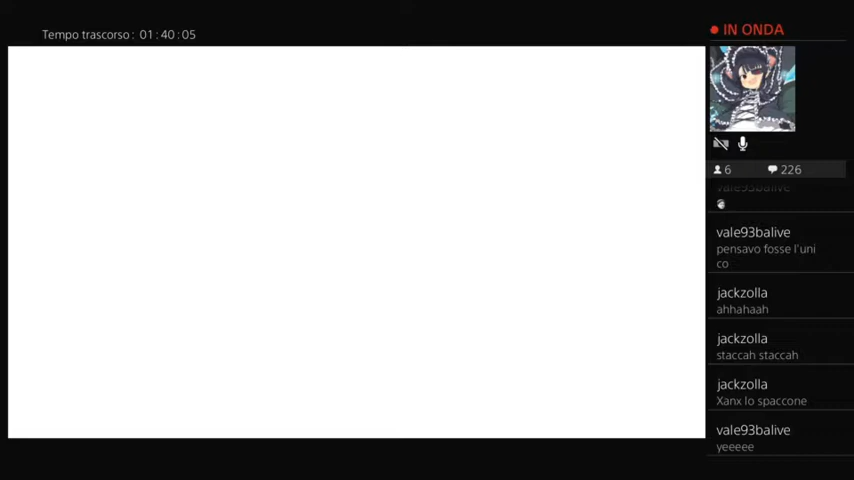 Tempo trascorso: 01:40:05
IN ONDA
6 226
vale93balive
vale93balive
pensavo fosse l'uni
co
jackzolla
ahhahaah
jackzolla
staccah staccah
jackzolla
Xanx lo spaccone
vale93balive
yeeeee